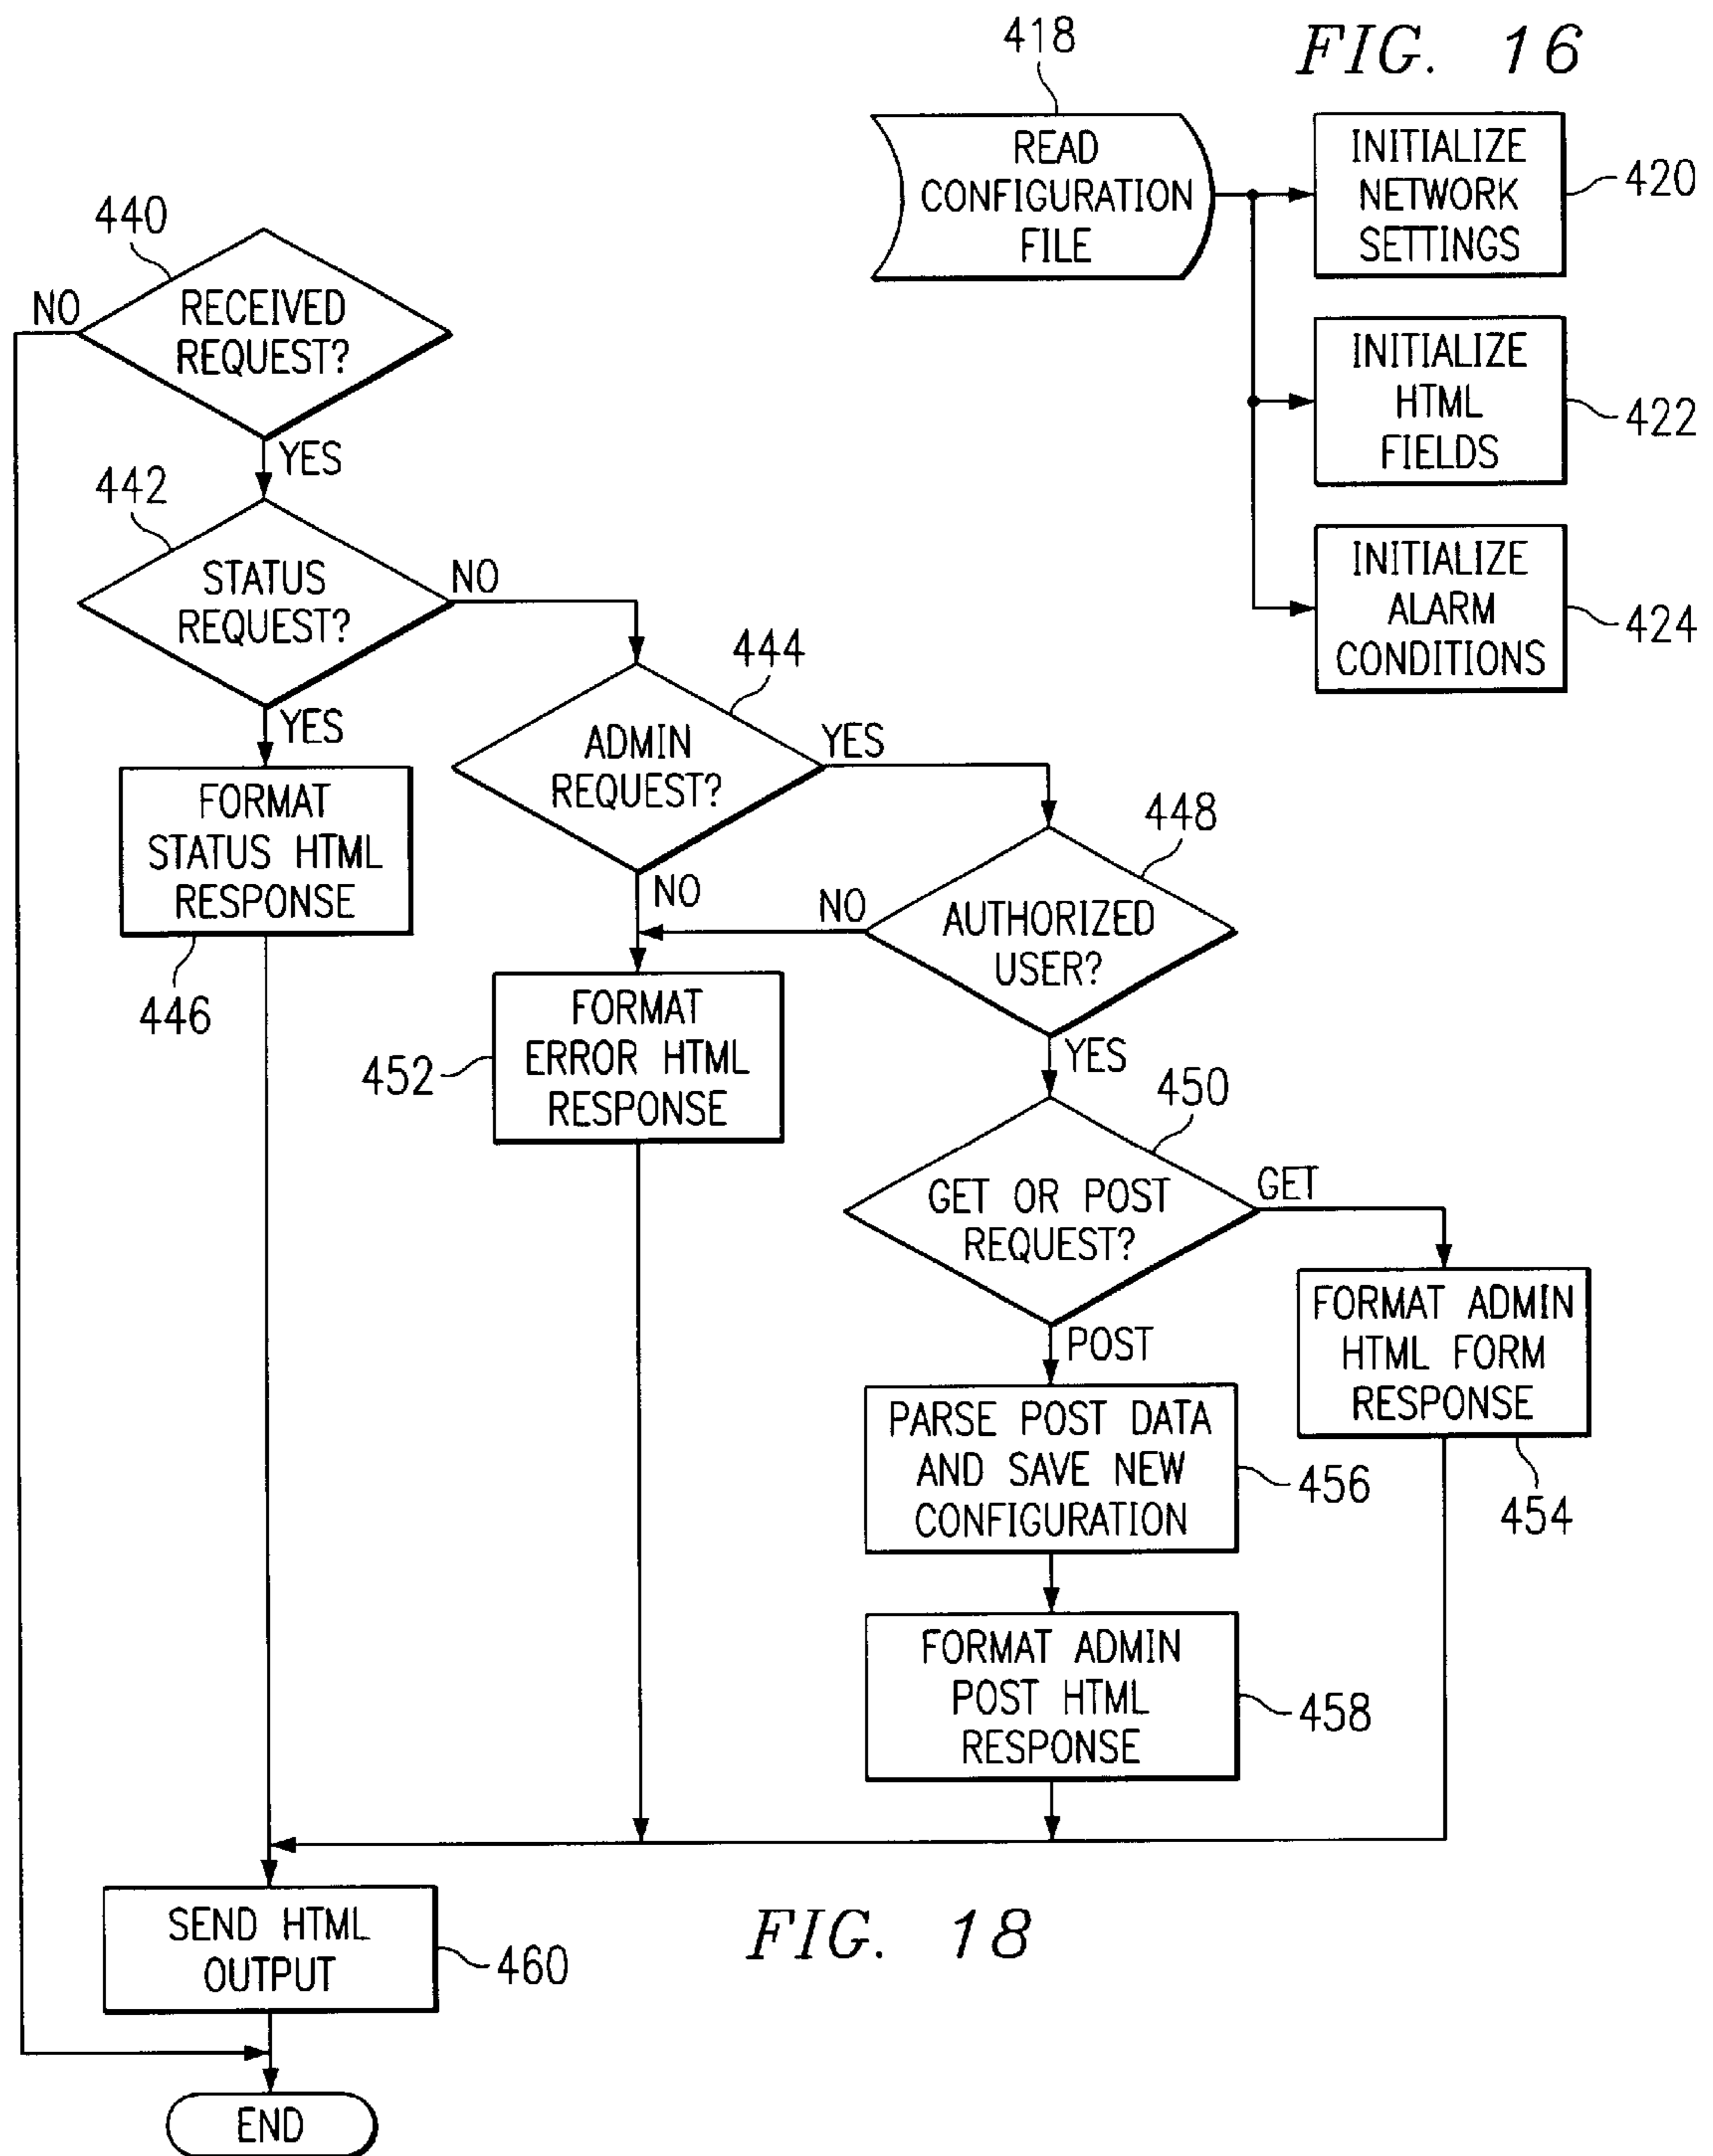 FIG. 16
418
READ
CONFIGURATION
FILE
INITIALIZE
NETWORK
SETTINGS
420
INITIALIZE
HTML
FIELDS
422
INITIALIZE
ALARM
CONDITIONS
424
440
NO
RECEIVED
REQUEST?
YES
442
STATUS
REQUEST?
NO
YES
444
ADMIN
REQUEST?
YES
NO
FORMAT
STATUS HTML
RESPONSE
446
448
AUTHORIZED
USER?
NO
YES
FORMAT
ERROR HTML
RESPONSE
452
450
GET OR POST
REQUEST?
GET
POST
FORMAT ADMIN
HTML FORM
RESPONSE
454
PARSE POST DATA
AND SAVE NEW
CONFIGURATION
456
FORMAT ADMIN
POST HTML
RESPONSE
458
SEND HTML
OUTPUT
460
END
FIG. 18